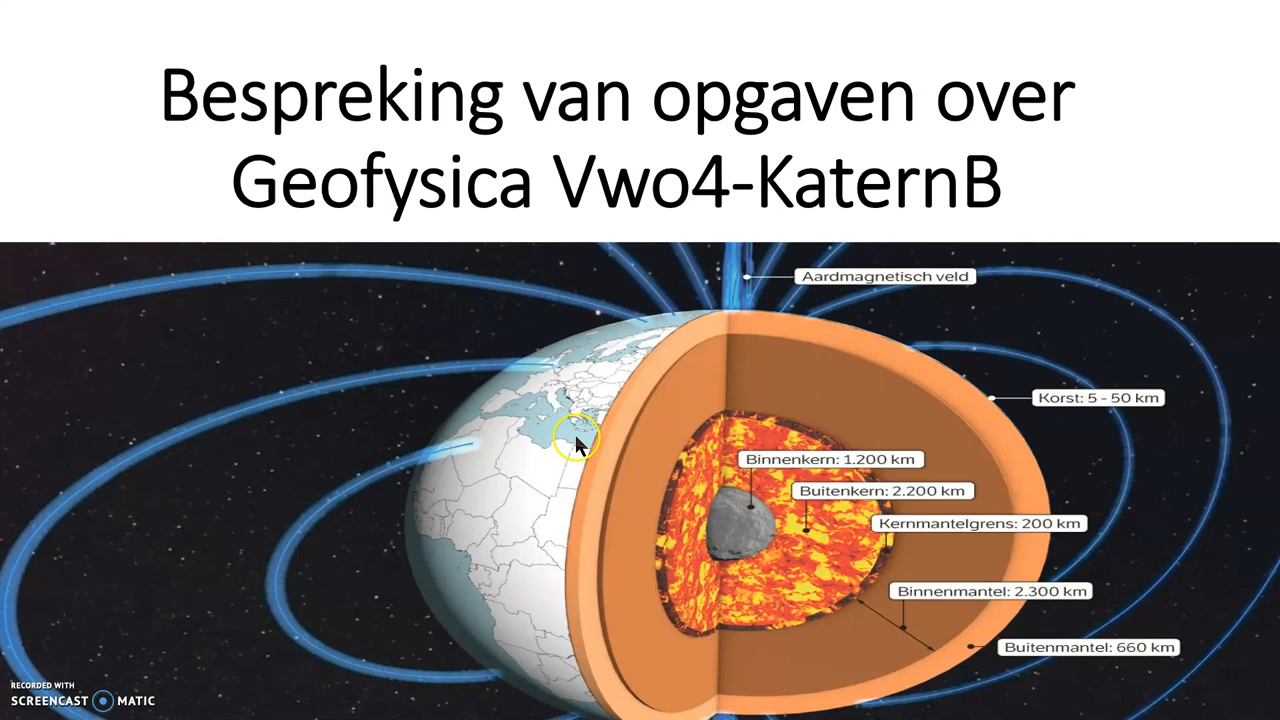 Bespreking van opgaven over
Geofysica Vwo4-KaternB
Aardmagnetisch veld
Korst: 5 - 50 km
Binnenkern: 1.200 km
Buitenkern: 2.200 km
Kernmantelgrens: 200 km
Binnenmantel: 2.300 km
Buitenmantel: 660 km
RECORDED WITH
SCREENCAST MATIC